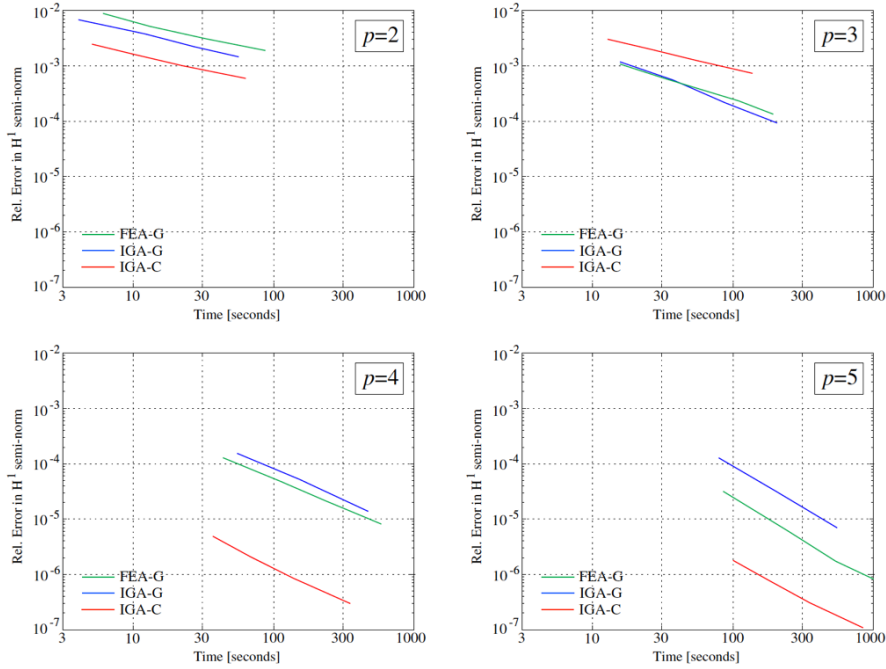 p=2
Rel. Error in H^1 semi-norm
10^-2
10^-3
10^-4
10^-5
10^-6
10^-7
FEA-G
IGA-G
IGA-C
3 10 30 100 300 1000
Time [seconds]
p=3
Rel. Error in H^1 semi-norm
10^-2
10^-3
10^-4
10^-5
10^-6
10^-7
FEA-G
IGA-G
IGA-C
3 10 30 100 300 1000
Time [seconds]
p=4
Rel. Error in H^1 semi-norm
10^-2
10^-3
10^-4
10^-5
10^-6
10^-7
FEA-G
IGA-G
IGA-C
3 10 30 100 300 1000
Time [seconds]
p=5
Rel. Error in H^1 semi-norm
10^-2
10^-3
10^-4
10^-5
10^-6
10^-7
FEA-G
IGA-G
IGA-C
3 10 30 100 300 1000
Time [seconds]